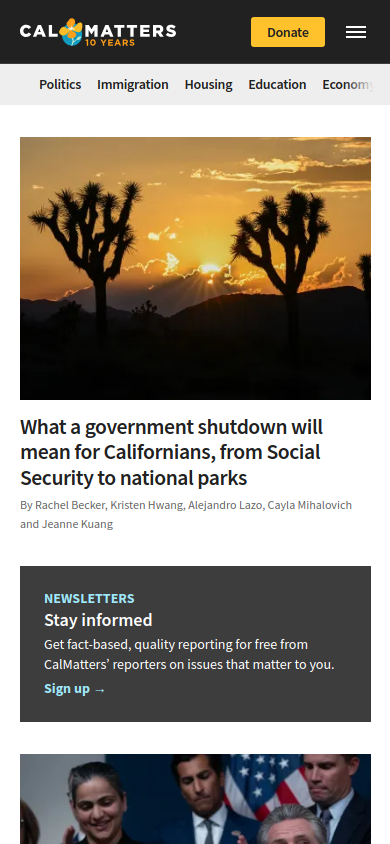 CALMATTERS
10 YEARS
Donate
Politics Immigration Housing Education Economy
What a government shutdown will
mean for Californians, from Social
Security to national parks
By Rachel Becker, Kristen Hwang, Alejandro Lazo, Cayla Mihalovich
and Jeanne Kuang
NEWSLETTERS
Stay informed
Get fact-based, quality reporting for free from
CalMatters’ reporters on issues that matter to you.
Sign up →